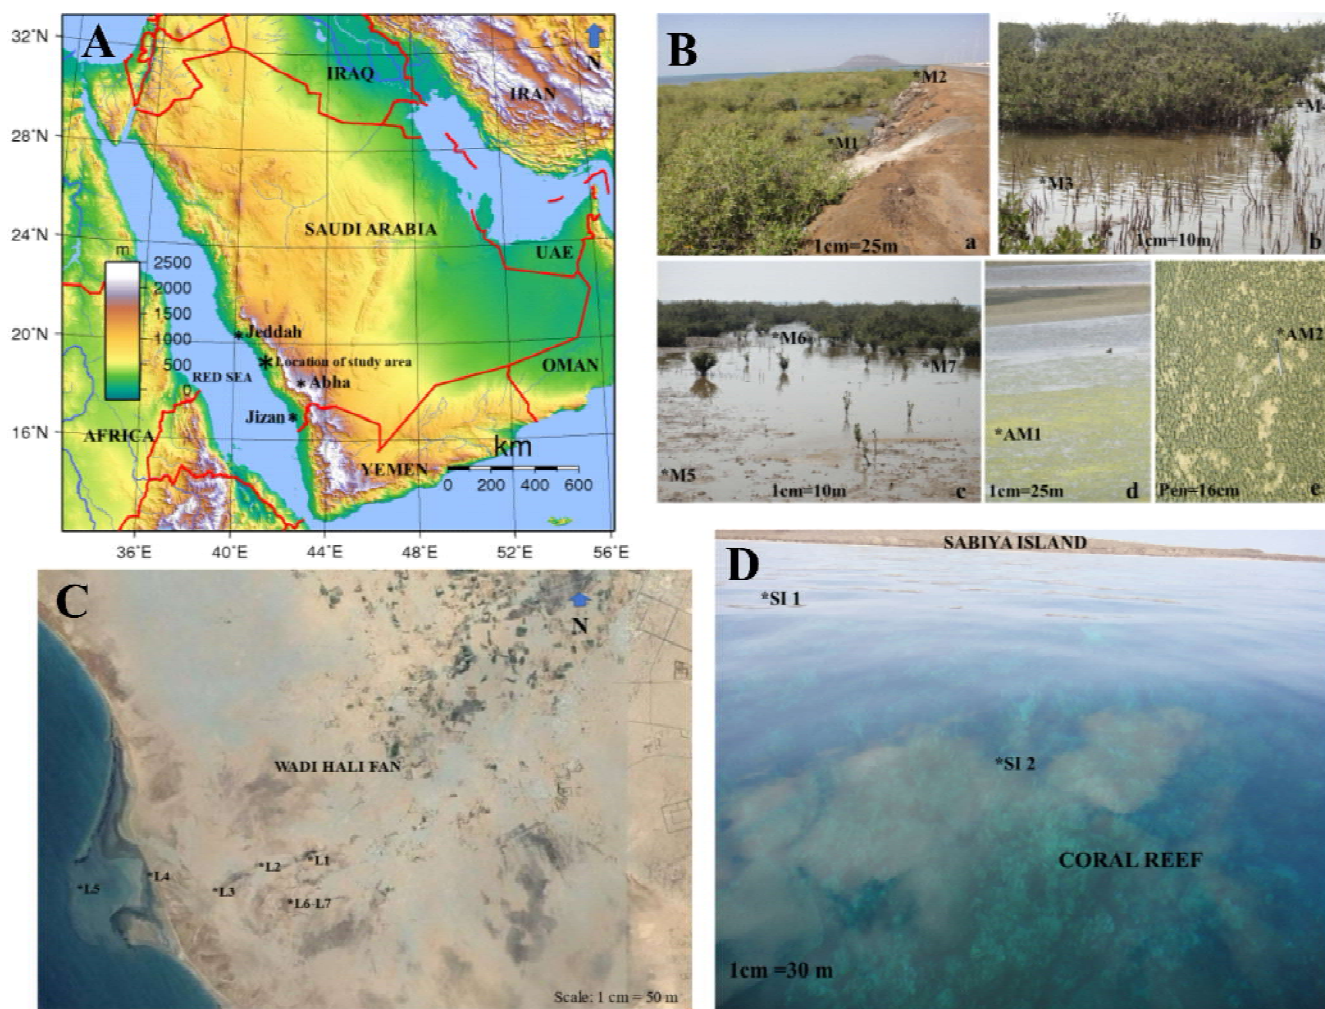 A
N
32°N
28°N
24°N
20°N
16°N
IRAQ
IRAN
SAUDI ARABIA
UAE
OMAN
YEMEN
AFRICA
RED SEA
*Jeddah
*Location of study area
*Abha
Jizan *
m
2500
2000
1500
1000
500
0
km
0 200 400 600
36°E 40°E 44°E 48°E 52°E 56°E
B
*M2
*M1
1cm=25m a
*M4
*M3
1cm=10m b
*M6
*M7
*M5
1cm=10m c
*AM1
1cm=25m d
*AM2
Pen=16cm e
C
N
WADI HALI FAN
*L1
*L2
*L3
*L4
*L5
*L6-L7
Scale: 1 cm = 50 m
D
SABIYA ISLAND
*SI 1
*SI 2
CORAL REEF
1cm =30 m